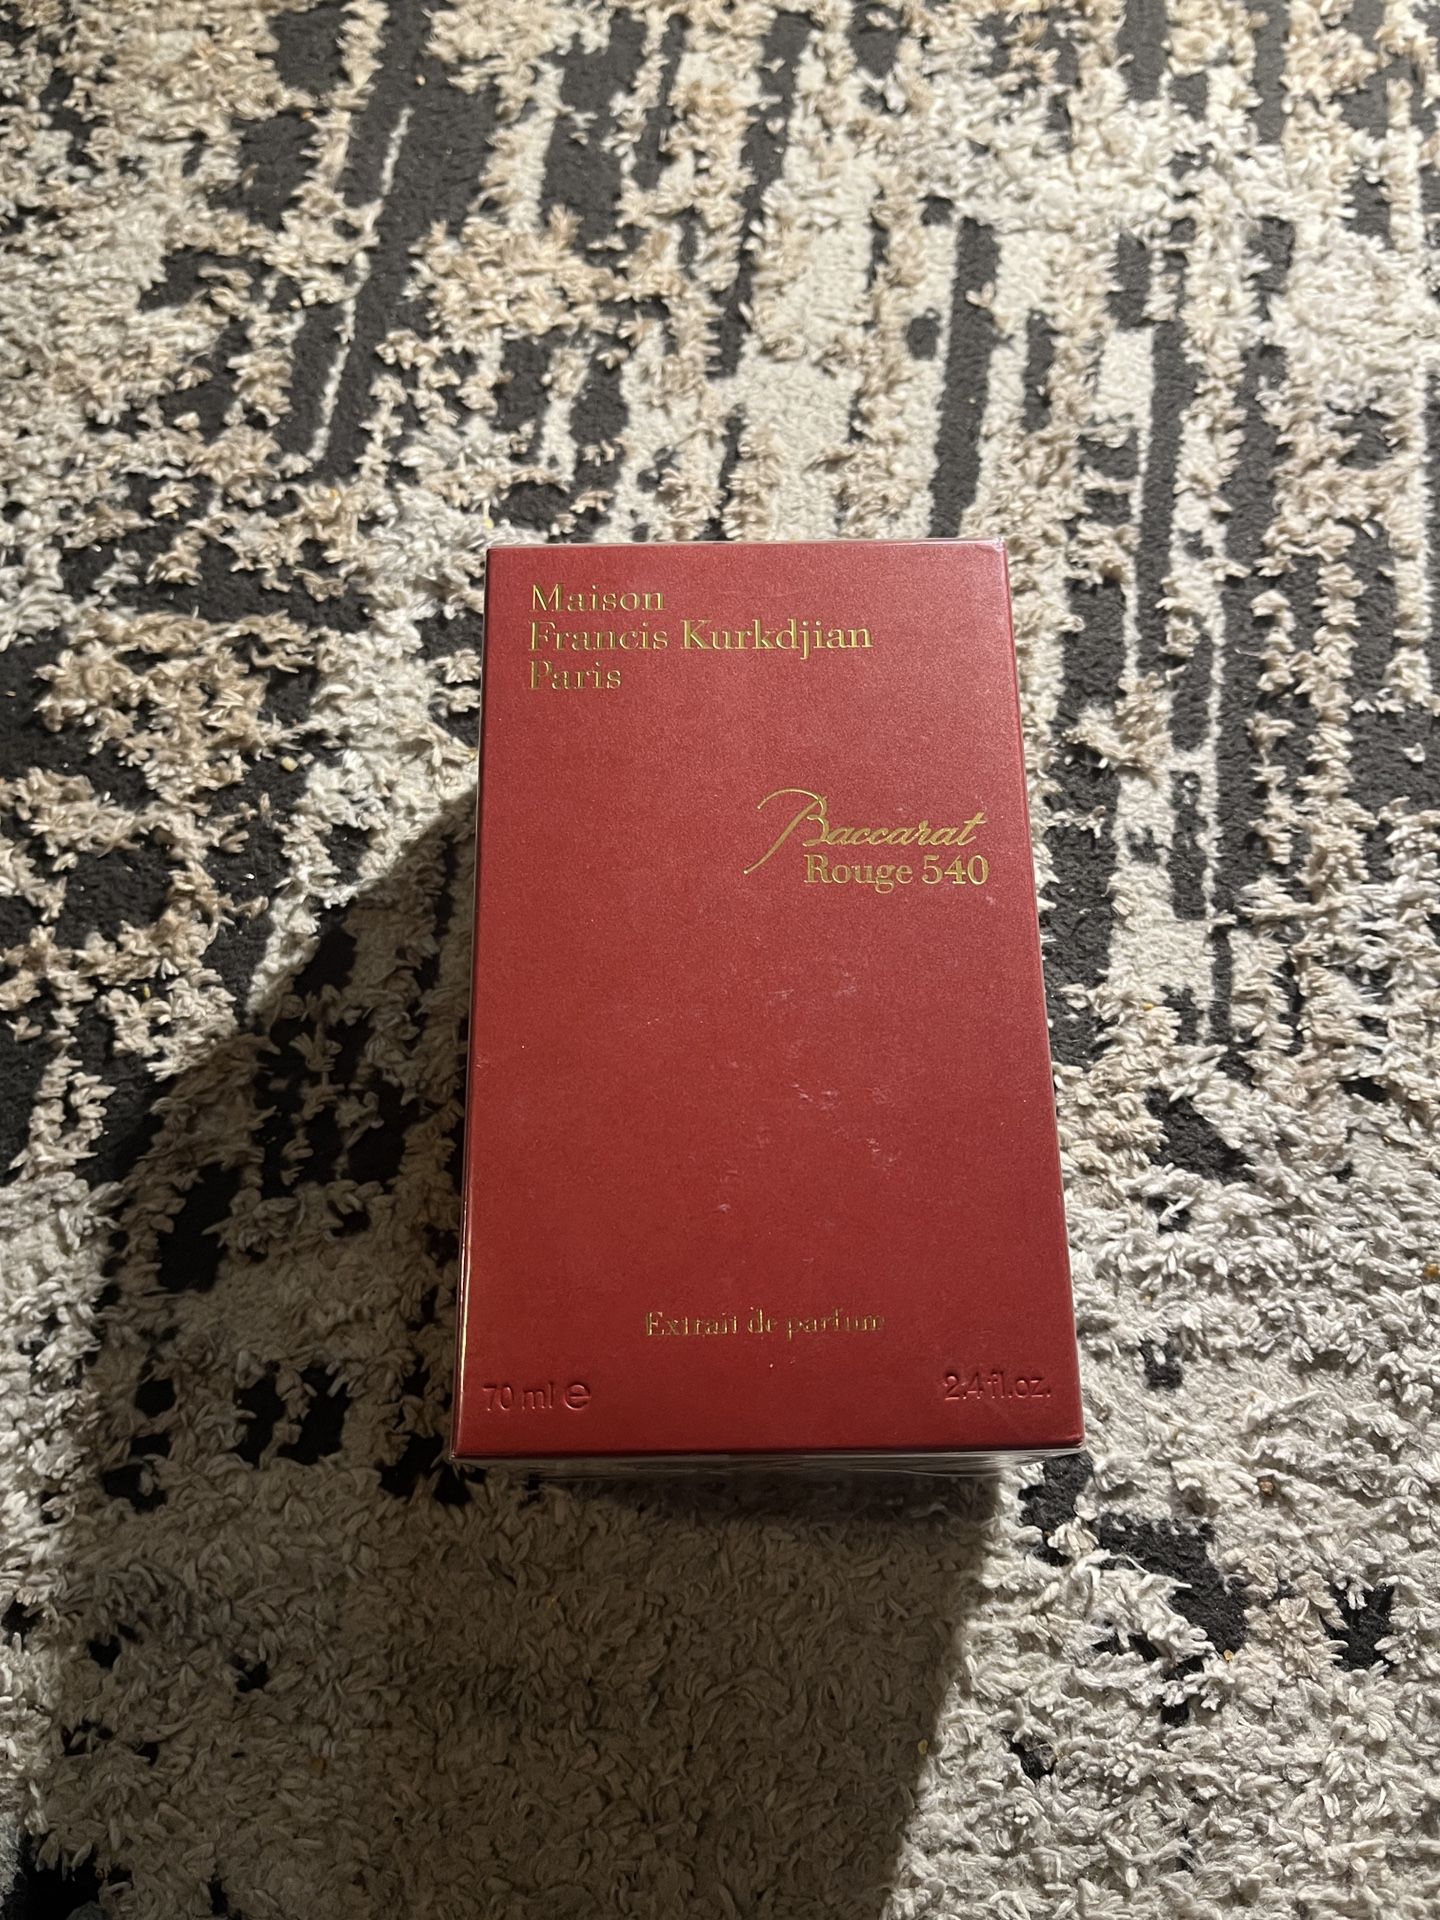 Maison
Francis Kurkdjian
Paris
Baccarat
Rouge 540
Extrait de parfum
70 ml ℮
2.4 fl.oz.